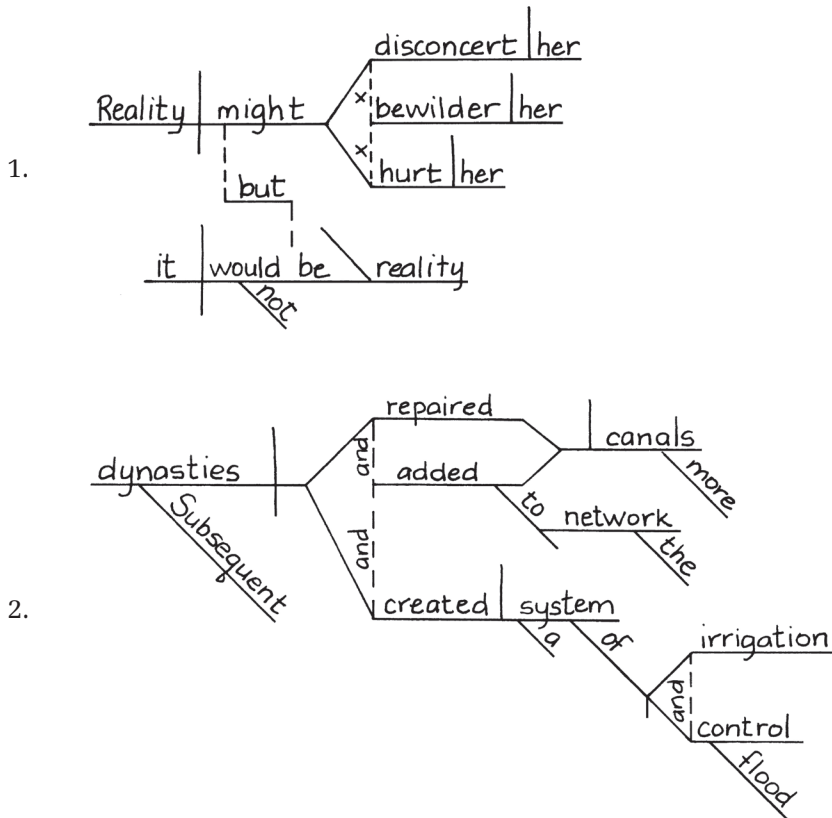 disconcert her
Reality might x bewilder her
x hurt her
1.
but
it would be reality
not
repaired
canals
and
dynasties added more
Subsequent to network
and the
2. created system
a of irrigation
and
control
flood